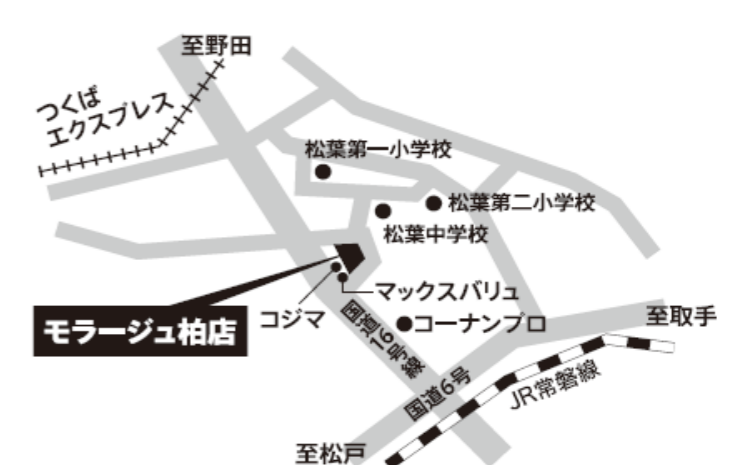 至野田
つくば
エクスプレス
松葉第一小学校
松葉第二小学校
松葉中学校
マックスバリュ
コジマ
モラージュ柏店
国道16号線
コーナンプロ
至取手
国道6号
JR常磐線
至松戸